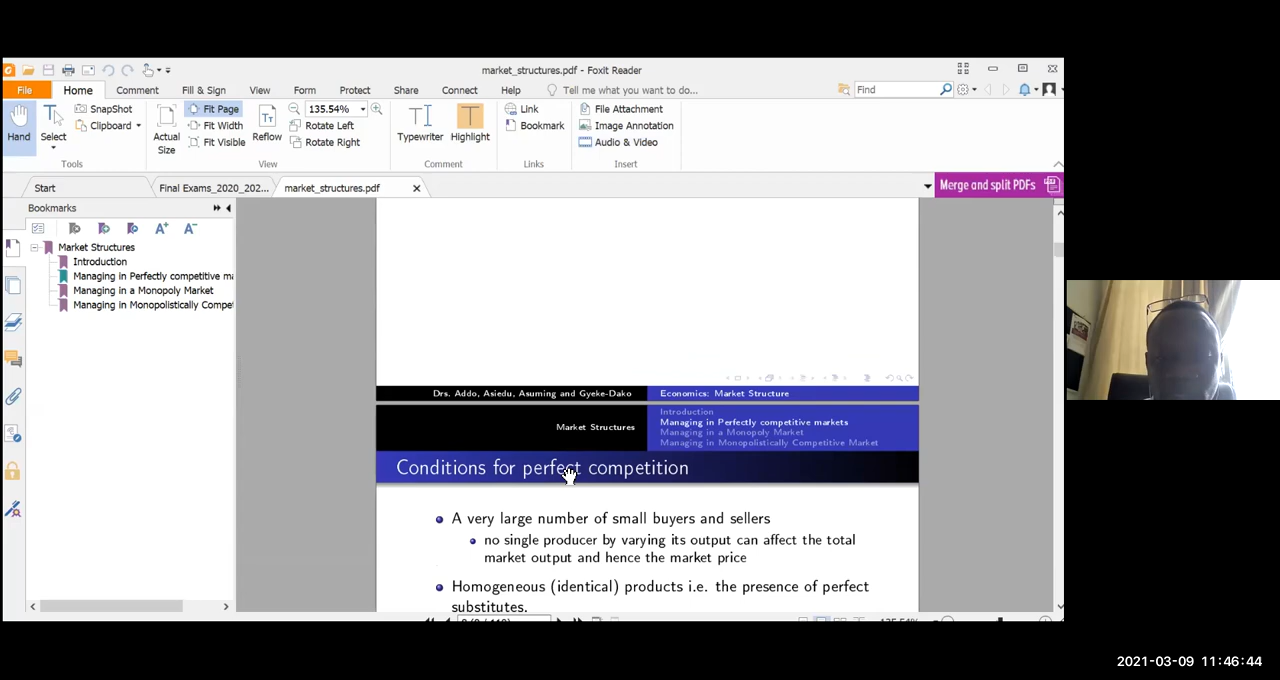 market_structures.pdf - Foxit Reader
File Home Comment Fill & Sign View Form Protect Share Connect Help Tell me what you want to do... Find
Hand Select SnapShot Clipboard Actual Size Fit Page Fit Width Fit Visible Reflow 135.54% Rotate Left Rotate Right Typewriter Highlight Link Bookmark File Attachment Image Annotation Audio & Video
Tools View Comment Links Insert
Start Final Exams_2020_202... market_structures.pdf Merge and split PDFs
Bookmarks
Market Structures
Introduction
Managing in Perfectly competitive ma
Managing in a Monopoly Market
Managing in Monopolistically Compet
Drs. Addo, Asiedu, Asuming and Gyeke-Dako Economics: Market Structure
Market Structures
Introduction
Managing in Perfectly competitive markets
Managing in a Monopoly Market
Managing in Monopolistically Competitive Market
Conditions for perfect competition
A very large number of small buyers and sellers
no single producer by varying its output can affect the total
market output and hence the market price
Homogeneous (identical) products i.e. the presence of perfect
substitutes.
135.54%
2021-03-09 11:46:44